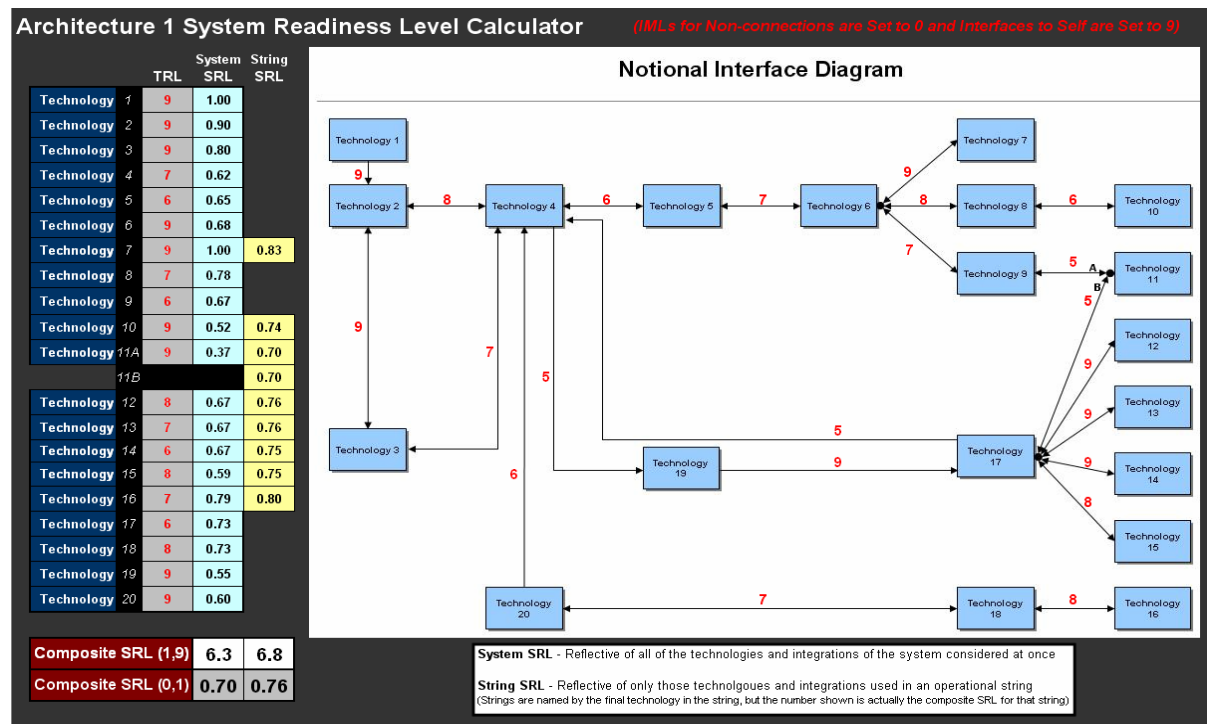 Architecture 1 System Readiness Level Calculator
(IMLs for Non-connections are Set to 0 and Interfaces to Self are Set to 9)
System String
TRL SRL SRL
Technology 1 9 1.00
Technology 2 9 0.90
Technology 3 9 0.80
Technology 4 7 0.62
Technology 5 6 0.65
Technology 6 9 0.68
Technology 7 9 1.00 0.83
Technology 8 7 0.78
Technology 9 6 0.67
Technology 10 9 0.52 0.74
Technology 11A 9 0.37 0.70
11B 0.70
Technology 12 8 0.67 0.76
Technology 13 7 0.67 0.76
Technology 14 6 0.67 0.75
Technology 15 8 0.59 0.75
Technology 16 7 0.79 0.80
Technology 17 6 0.73
Technology 18 8 0.73
Technology 19 9 0.55
Technology 20 9 0.60
Composite SRL (1,9) 6.3 6.8
Composite SRL (0,1) 0.70 0.76
Notional Interface Diagram
Technology 1
Technology 7
9
9
Technology 2
8
Technology 4
6
Technology 5
7
Technology 6
8
Technology 8
6
Technology
10
7
Technology 9
5
A
B
Technology
11
5
9
7
5
Technology
12
9
Technology
13
9
5
Technology 3
Technology
19
9
Technology
17
9
Technology
14
6
8
Technology
15
Technology
20
7
Technology
18
8
Technology
16
System SRL - Reflective of all of the technologies and integrations of the system considered at once
String SRL - Reflective of only those technolgoues and integrations used in an operational string
(Strings are named by the final technology in the string, but the number shown is actually the composite SRL for that string)